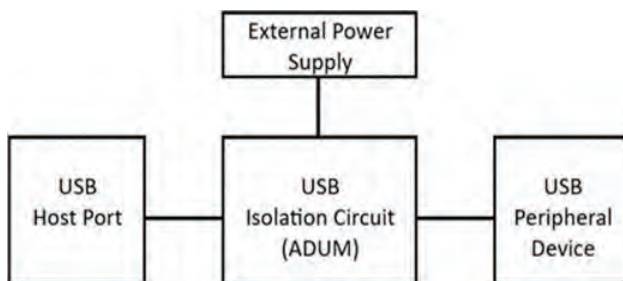 External Power
Supply
USB
Host Port
USB
Isolation Circuit
(ADUM)
USB
Peripheral
Device